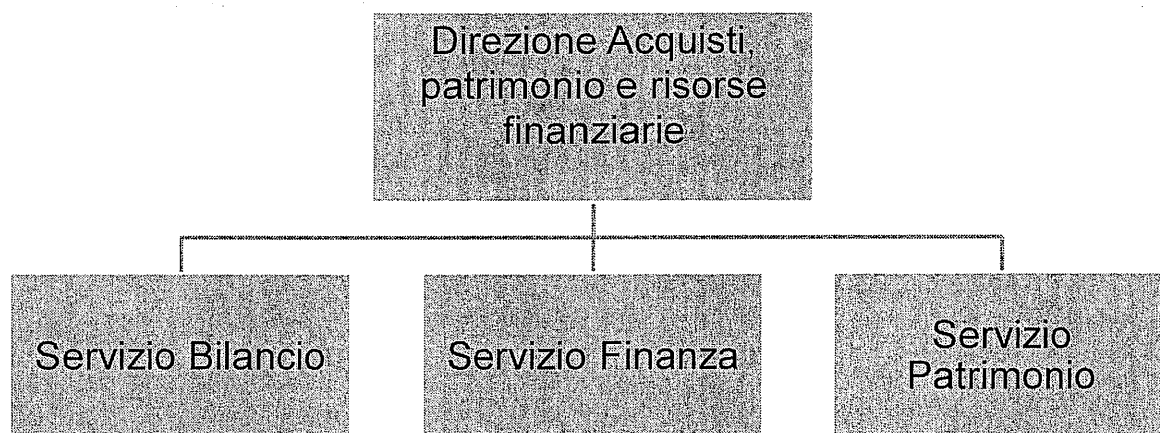 Direzione Acquisti,
patrimonio e risorse
finanziarie
Servizio Bilancio
Servizio Finanza
Servizio
Patrimonio